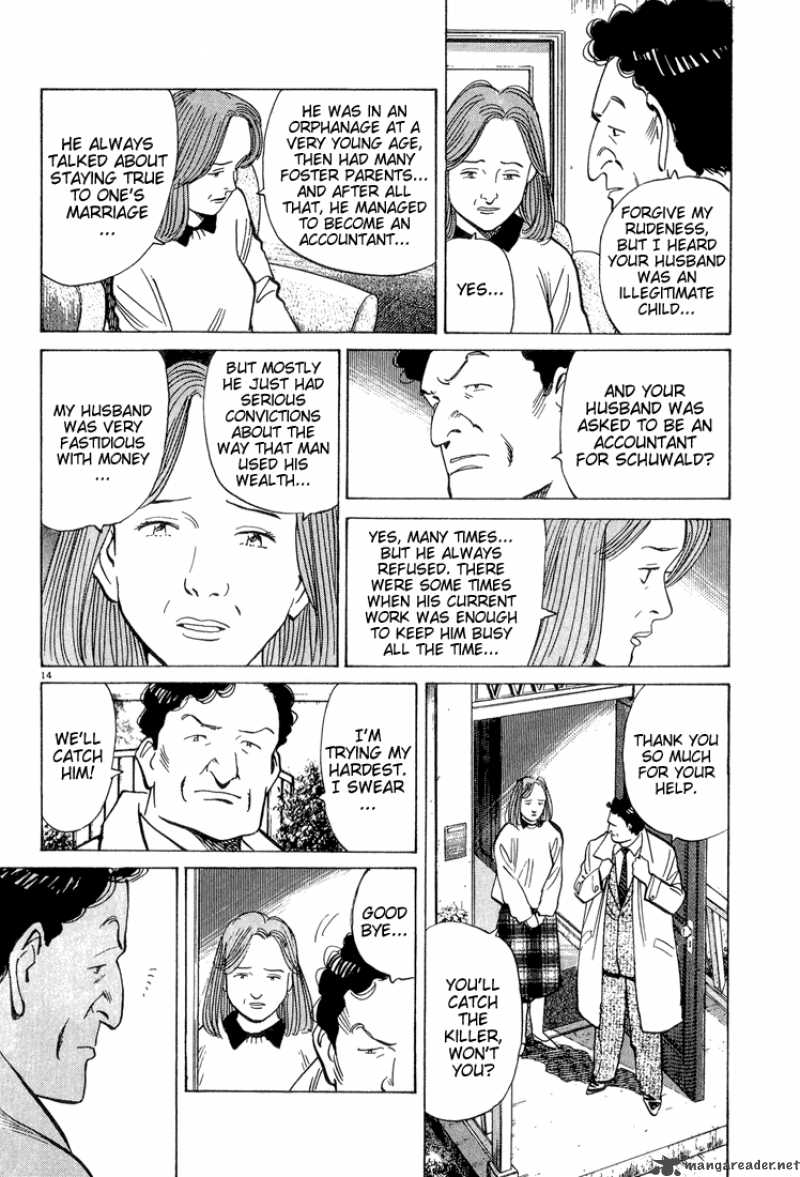 FORGIVE MY
RUDENESS,
BUT I HEARD
YOUR HUSBAND
WAS AN
ILLEGITIMATE
CHILD...
YES...
HE WAS IN AN
ORPHANAGE AT A
VERY YOUNG AGE,
THEN HAD MANY
FOSTER PARENTS...
AND AFTER ALL
THAT, HE MANAGED
TO BECOME AN
ACCOUNTANT...
HE ALWAYS
TALKED ABOUT
STAYING TRUE
TO ONE'S
MARRIAGE
...
AND YOUR
HUSBAND WAS
ASKED TO BE AN
ACCOUNTANT
FOR SCHUWALD?
YES, MANY TIMES...
BUT HE ALWAYS
REFUSED. THERE
WERE SOME TIMES
WHEN HIS CURRENT
WORK WAS ENOUGH
TO KEEP HIM BUSY
ALL THE TIME...
BUT MOSTLY
HE JUST HAD
SERIOUS
CONVICTIONS
ABOUT THE
WAY THAT MAN
USED HIS
WEALTH...
MY HUSBAND
WAS VERY
FASTIDIOUS
WITH MONEY
...
14
THANK YOU
SO MUCH
FOR YOUR
HELP.
YOU'LL
CATCH
THE
KILLER,
WON'T
YOU?
I'M
TRYING MY
HARDEST.
I SWEAR
...
WE'LL
CATCH
HIM!
GOOD
BYE...
mangareader.net